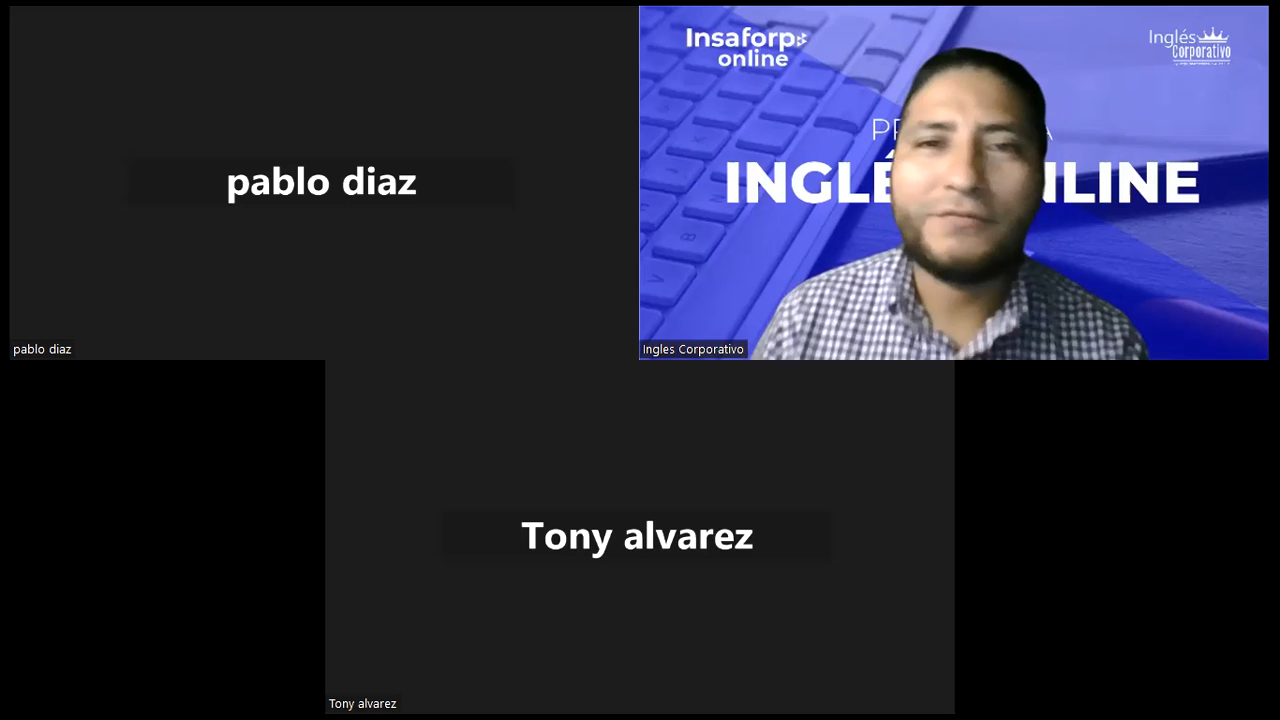 pablo diaz
pablo diaz
Insaforp
online
Inglés
Corporativo
INGLÉ NLINE
Ingles Corporativo
Tony alvarez
Tony alvarez